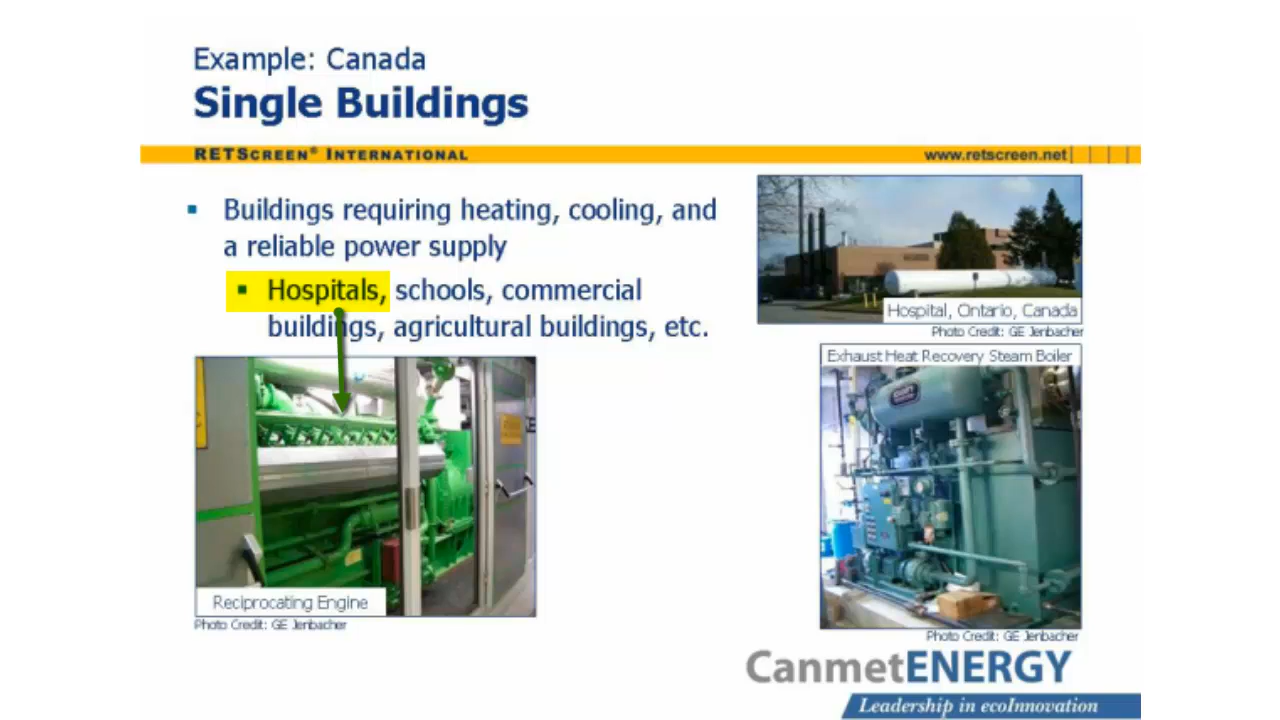 Example: Canada
Single Buildings
RETSCREEN® INTERNATIONAL
www.retscreen.net
▪ Buildings requiring heating, cooling, and
a reliable power supply
▪ Hospitals, schools, commercial
buildings, agricultural buildings, etc.
Hospital, Ontario, Canada
Photo Credit: GE Jenbacher
Exhaust Heat Recovery Steam Boiler
Reciprocating Engine
Photo Credit: GE Jenbacher
Photo Credit: GE Jenbacher
CanmetENERGY
Leadership in ecoInnovation